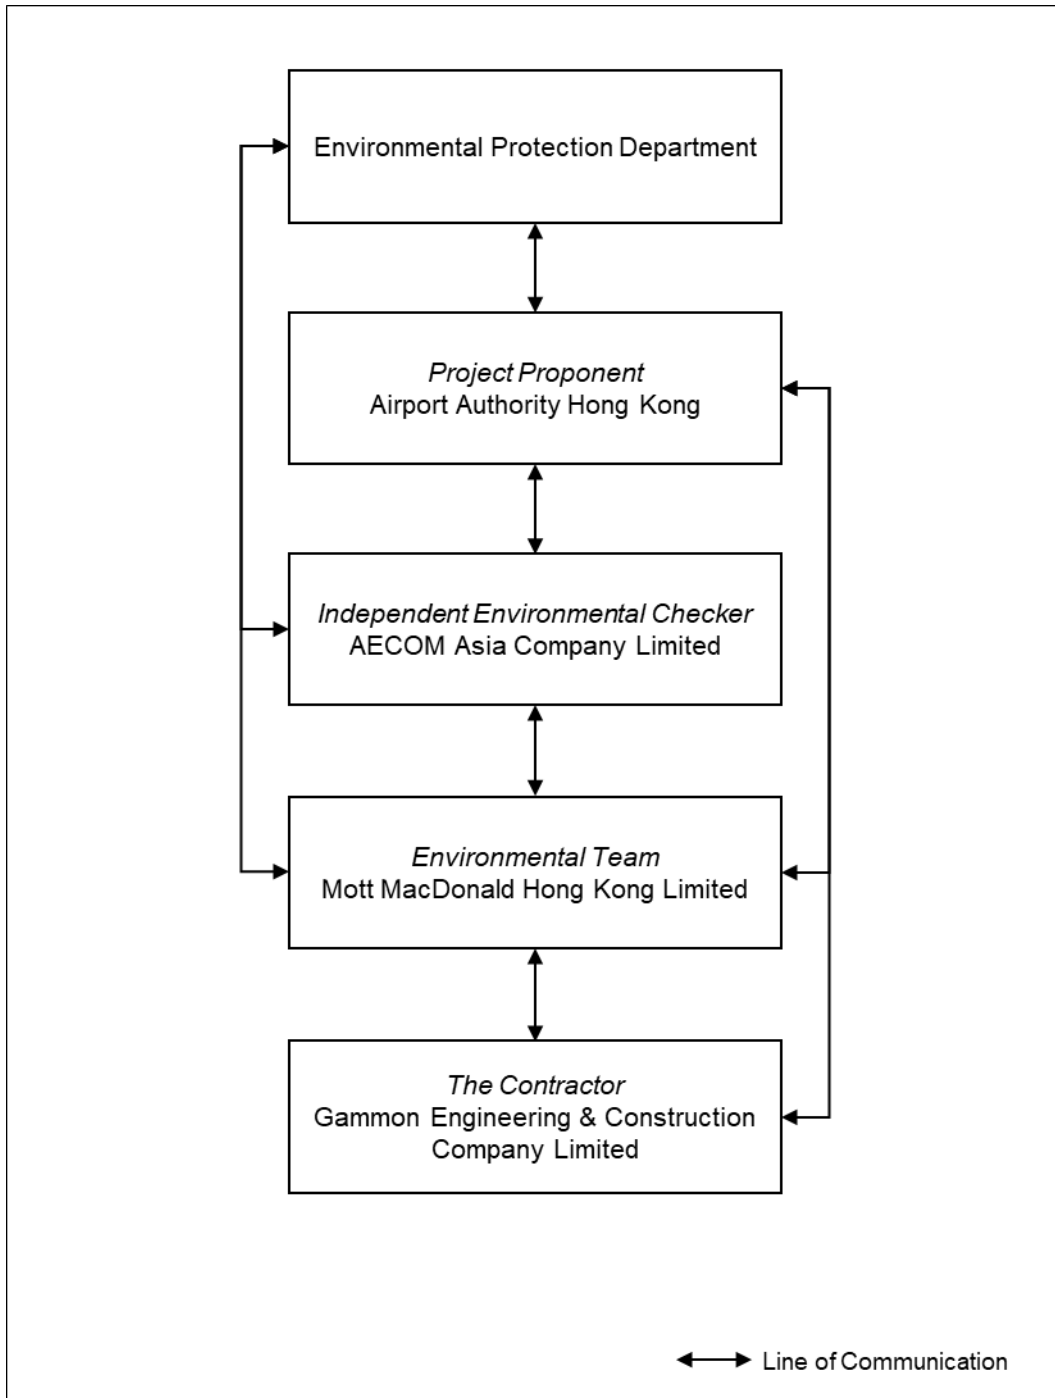 Environmental Protection Department
Project Proponent
Airport Authority Hong Kong
Independent Environmental Checker
AECOM Asia Company Limited
Environmental Team
Mott MacDonald Hong Kong Limited
The Contractor
Gammon Engineering & Construction
Company Limited
Line of Communication